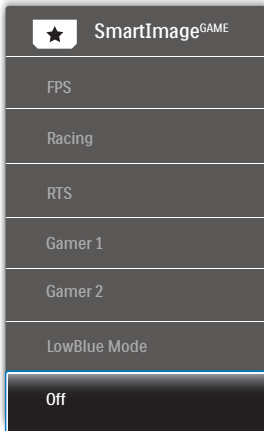 SmartImageGAME
FPS
Racing
RTS
Gamer 1
Gamer 2
LowBlue Mode
Off